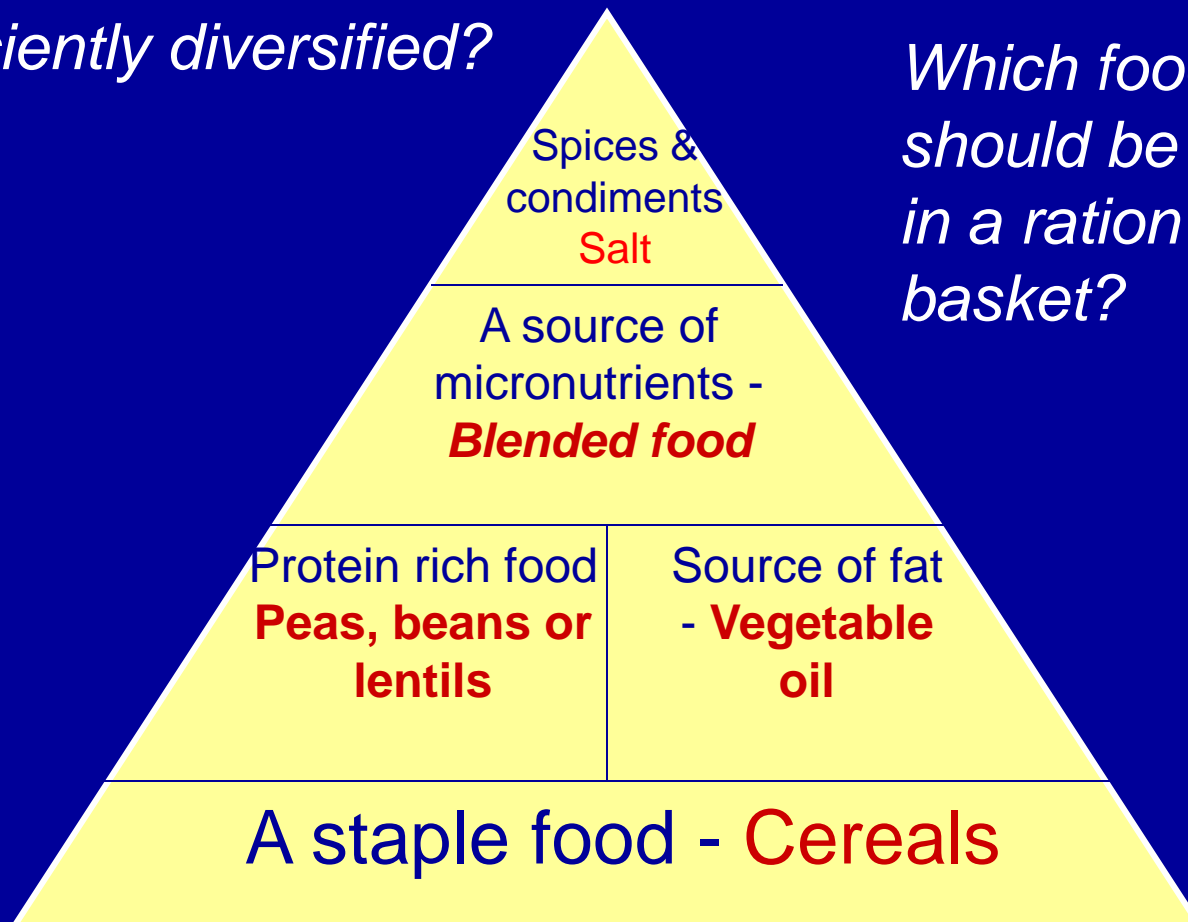 ciently diversified?
Which foo
should be
in a ration
basket?
Spices &
condiments
Salt
A source of
micronutrients -
Blended food
Protein rich food
Peas, beans or
lentils
Source of fat
- Vegetable
oil
A staple food - Cereals